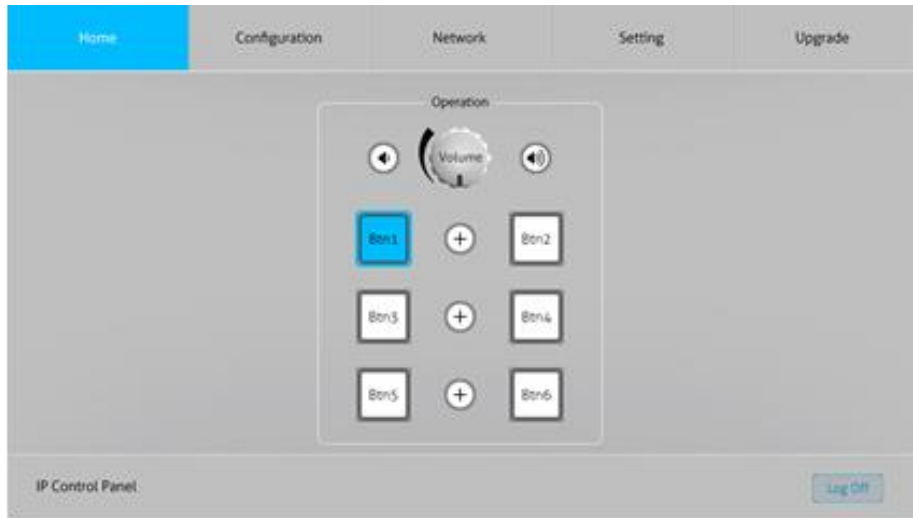 Home Configuration Network Setting Upgrade
Operation
Volume
Btn1 Btn2
Btn3 Btn4
Btn5 Btn6
IP Control Panel Log Off